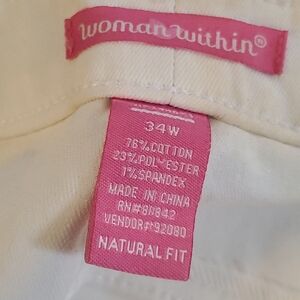 woman within®
34W
76%COTTON
23%POLYESTER
1%SPANDEX
MADE IN CHINA
RN#80842
VENDOR#92080
NATURAL FIT